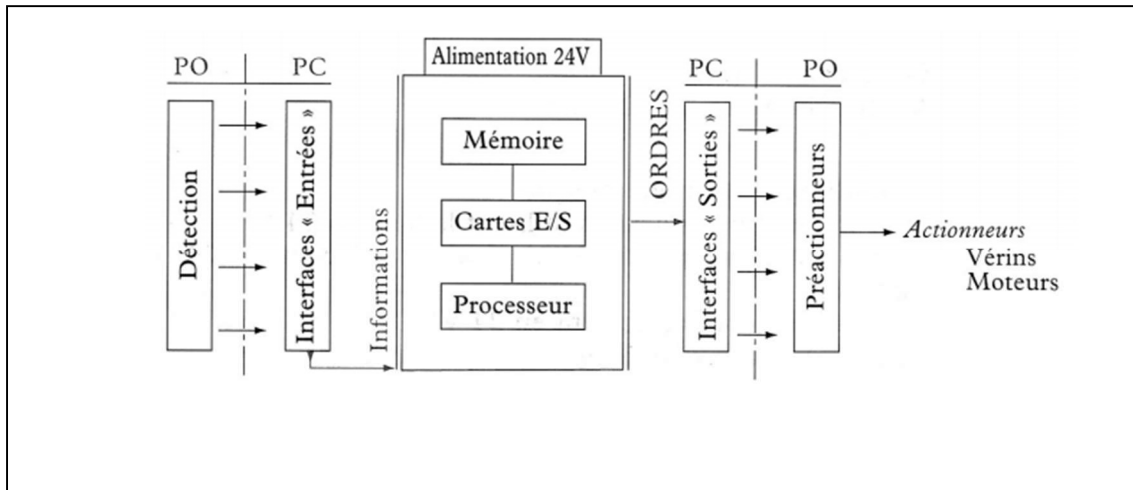 PO
PC
Détection
Interfaces « Entrées »
Informations
Alimentation 24V
Mémoire
Cartes E/S
Processeur
ORDRES
PC
PO
Interfaces « Sorties »
Préactionneurs
Actionneurs
Vérins
Moteurs